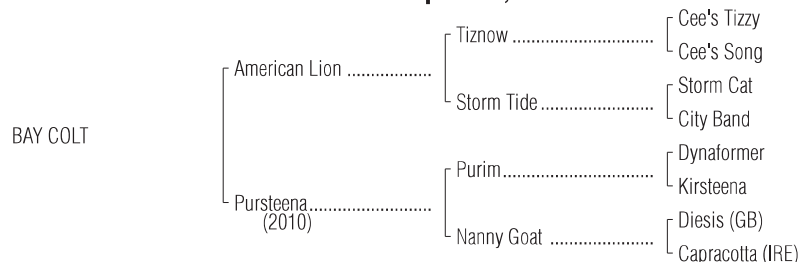 Cee's Tizzy
Tiznow
Cee's Song
American Lion
Storm Cat
Storm Tide
City Band
BAY COLT
Dynaformer
Purim
Kirsteena
Pursteena
(2010)
Diesis (GB)
Nanny Goat
Capracotta (IRE)